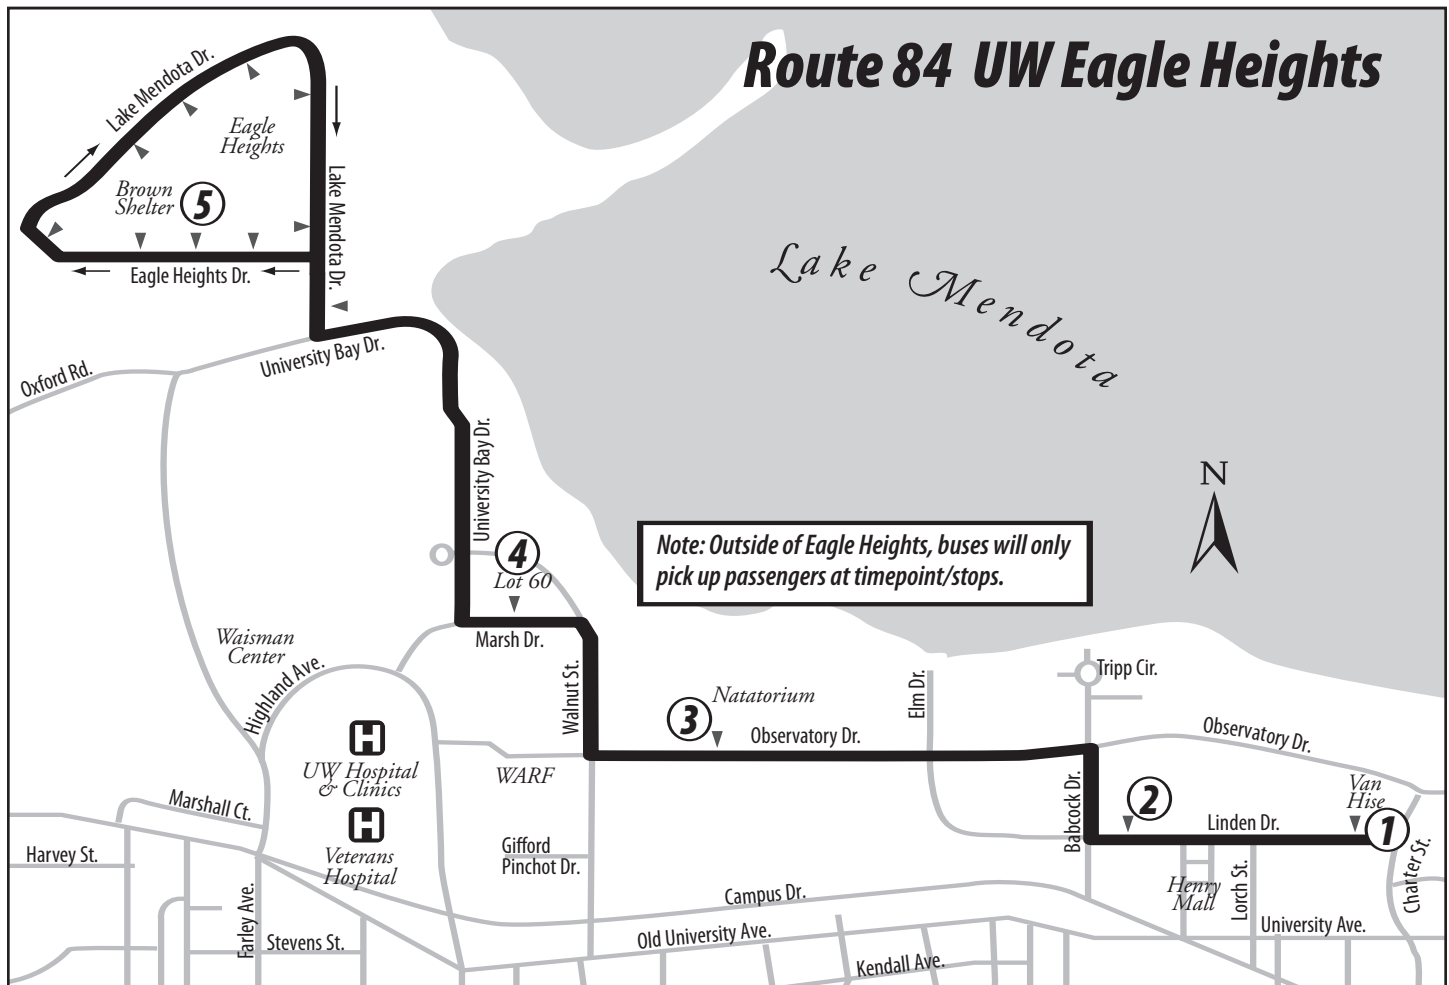 Route 84 UW Eagle Heights
Lake Mendota Dr.
Eagle
Heights
Brown
Shelter
5
Lake Mendota Dr.
Eagle Heights Dr.
Lake Mendota
University Bay Dr.
Oxford Rd.
University Bay Dr.
N
Note: Outside of Eagle Heights, buses will only
pick up passengers at timepoint/stops.
4
Lot 60
Marsh Dr.
Waisman
Center
Highland Ave.
Walnut St.
3
Natatorium
Observatory Dr.
Elm Dr.
Tripp Cir.
Observatory Dr.
H
UW Hospital
& Clinics
H
Veterans
Hospital
WARF
Babcock Dr.
2
Linden Dr.
Van
Hise
1
Marshall Ct.
Harvey St.
Gifford
Pinchot Dr.
Henry
Mall
Lorch St.
Charter St.
Campus Dr.
Farley Ave.
Stevens St.
Old University Ave.
University Ave.
Kendall Ave.